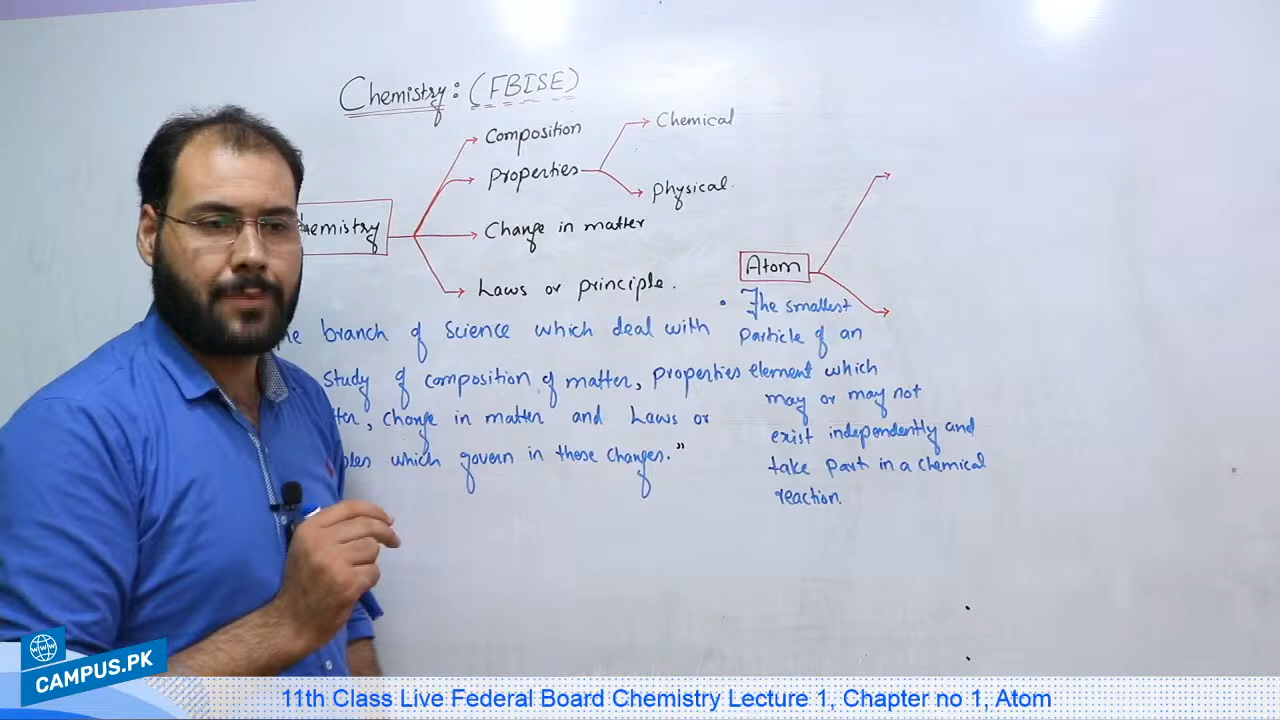 Chemistry: (FBISE)
Composition
Properties
Chemical
Physical.
hemistry
Change in matter
Laws or principle.
Atom
he branch of science which deal with
study of composition of matter, properties
tter, change in matter and Laws or
ples which govern in these changes."
• The smallest
Particle of an
element which
may or may not
exist independently and
take part in a chemical
reaction.
www
CAMPUS.PK
11th Class Live Federal Board Chemistry Lecture 1, Chapter no 1, Atom